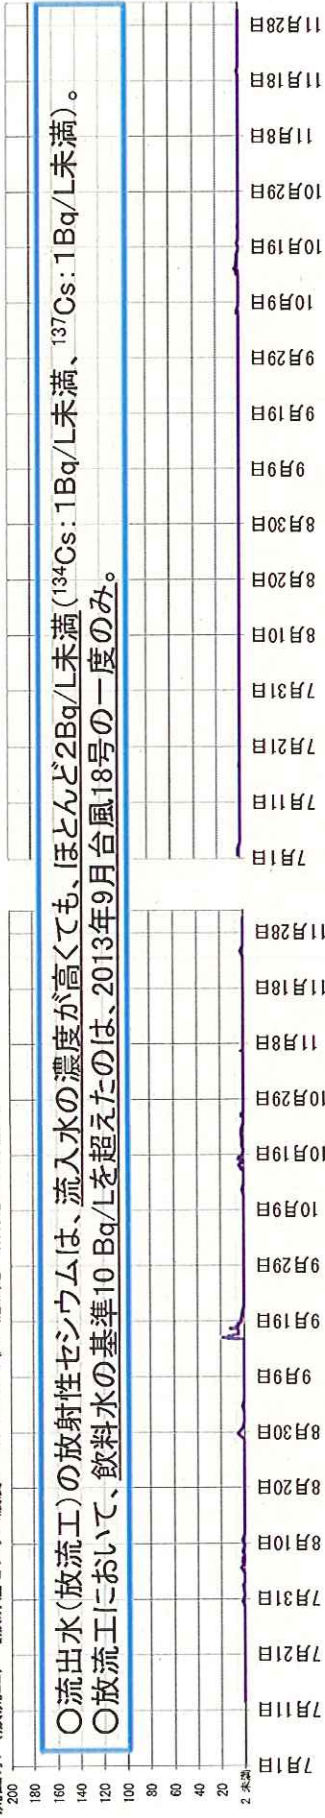 200
180
160
140
120
100
80
60
40
20
2 未満
〇流出水(放流工)の放射性セシウムは、流入水の濃度が高くても、ほとんど2Bq/L未満(¹³⁴Cs:1Bq/L未満、¹³⁷Cs:1Bq/L未満)。
〇放流工において、飲料水の基準10 Bq/Lを超えたのは、2013年9月台風18号の一度のみ。
7月1日
7月11日
7月21日
7月31日
8月10日
8月20日
8月30日
9月9日
9月19日
9月29日
10月9日
10月19日
10月29日
11月8日
11月18日
11月28日
7月1日
7月11日
7月21日
7月31日
8月10日
8月20日
8月30日
9月9日
9月19日
9月29日
10月9日
10月19日
10月29日
11月8日
11月18日
11月28日